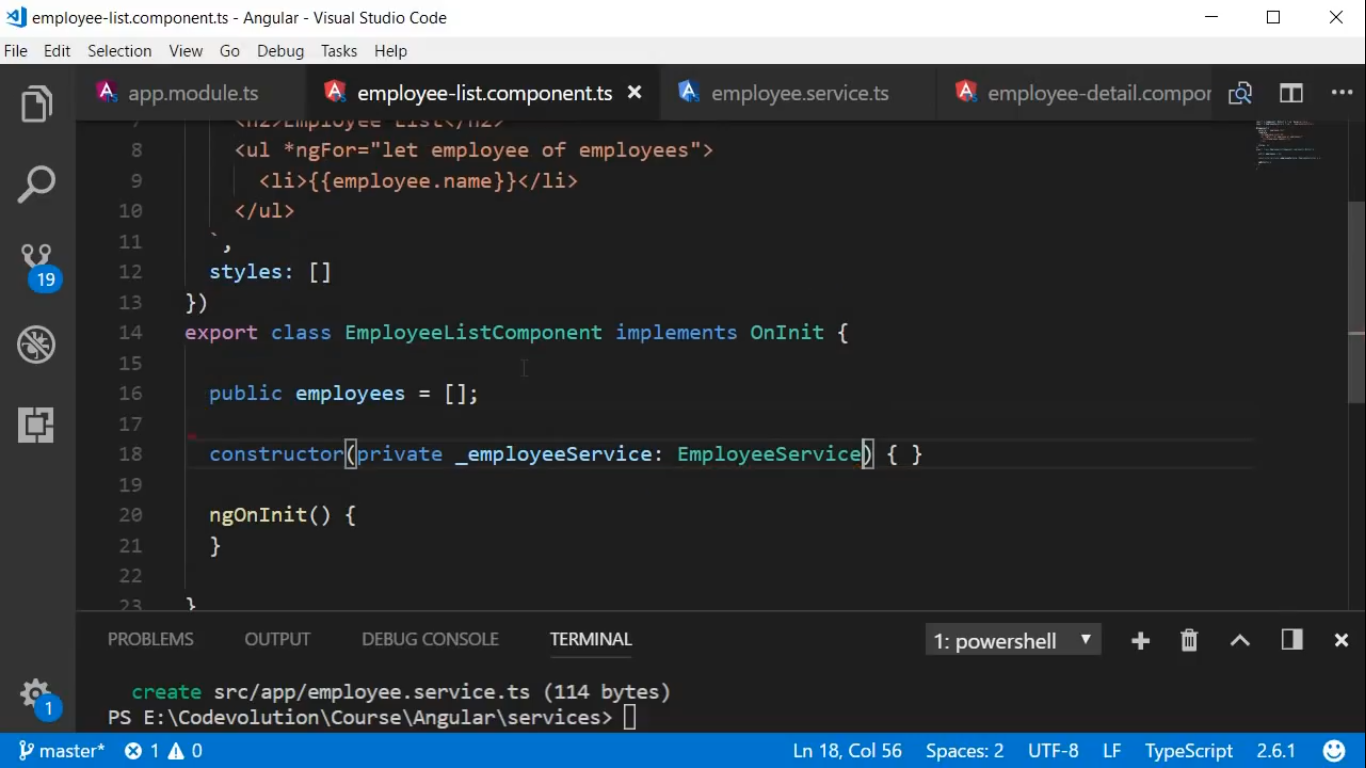 employee-list.component.ts - Angular - Visual Studio Code
File Edit Selection View Go Debug Tasks Help
app.module.ts employee-list.component.ts employee.service.ts employee-detail.compor
7 <h2>Employee List</h2>
8 <ul *ngFor="let employee of employees">
9 <li>{{employee.name}}</li>
10 </ul>
11 `,
12 styles: []
13 })
14 export class EmployeeListComponent implements OnInit {
15
16 public employees = [];
17
18 constructor(private _employeeService: EmployeeService) { }
19
20 ngOnInit() {
21 }
22
23 }
19
1
PROBLEMS OUTPUT DEBUG CONSOLE TERMINAL 1: powershell
create src/app/employee.service.ts (114 bytes)
PS E:\Codevolution\Course\Angular\services>
master* 1 0 Ln 18, Col 56 Spaces: 2 UTF-8 LF TypeScript 2.6.1